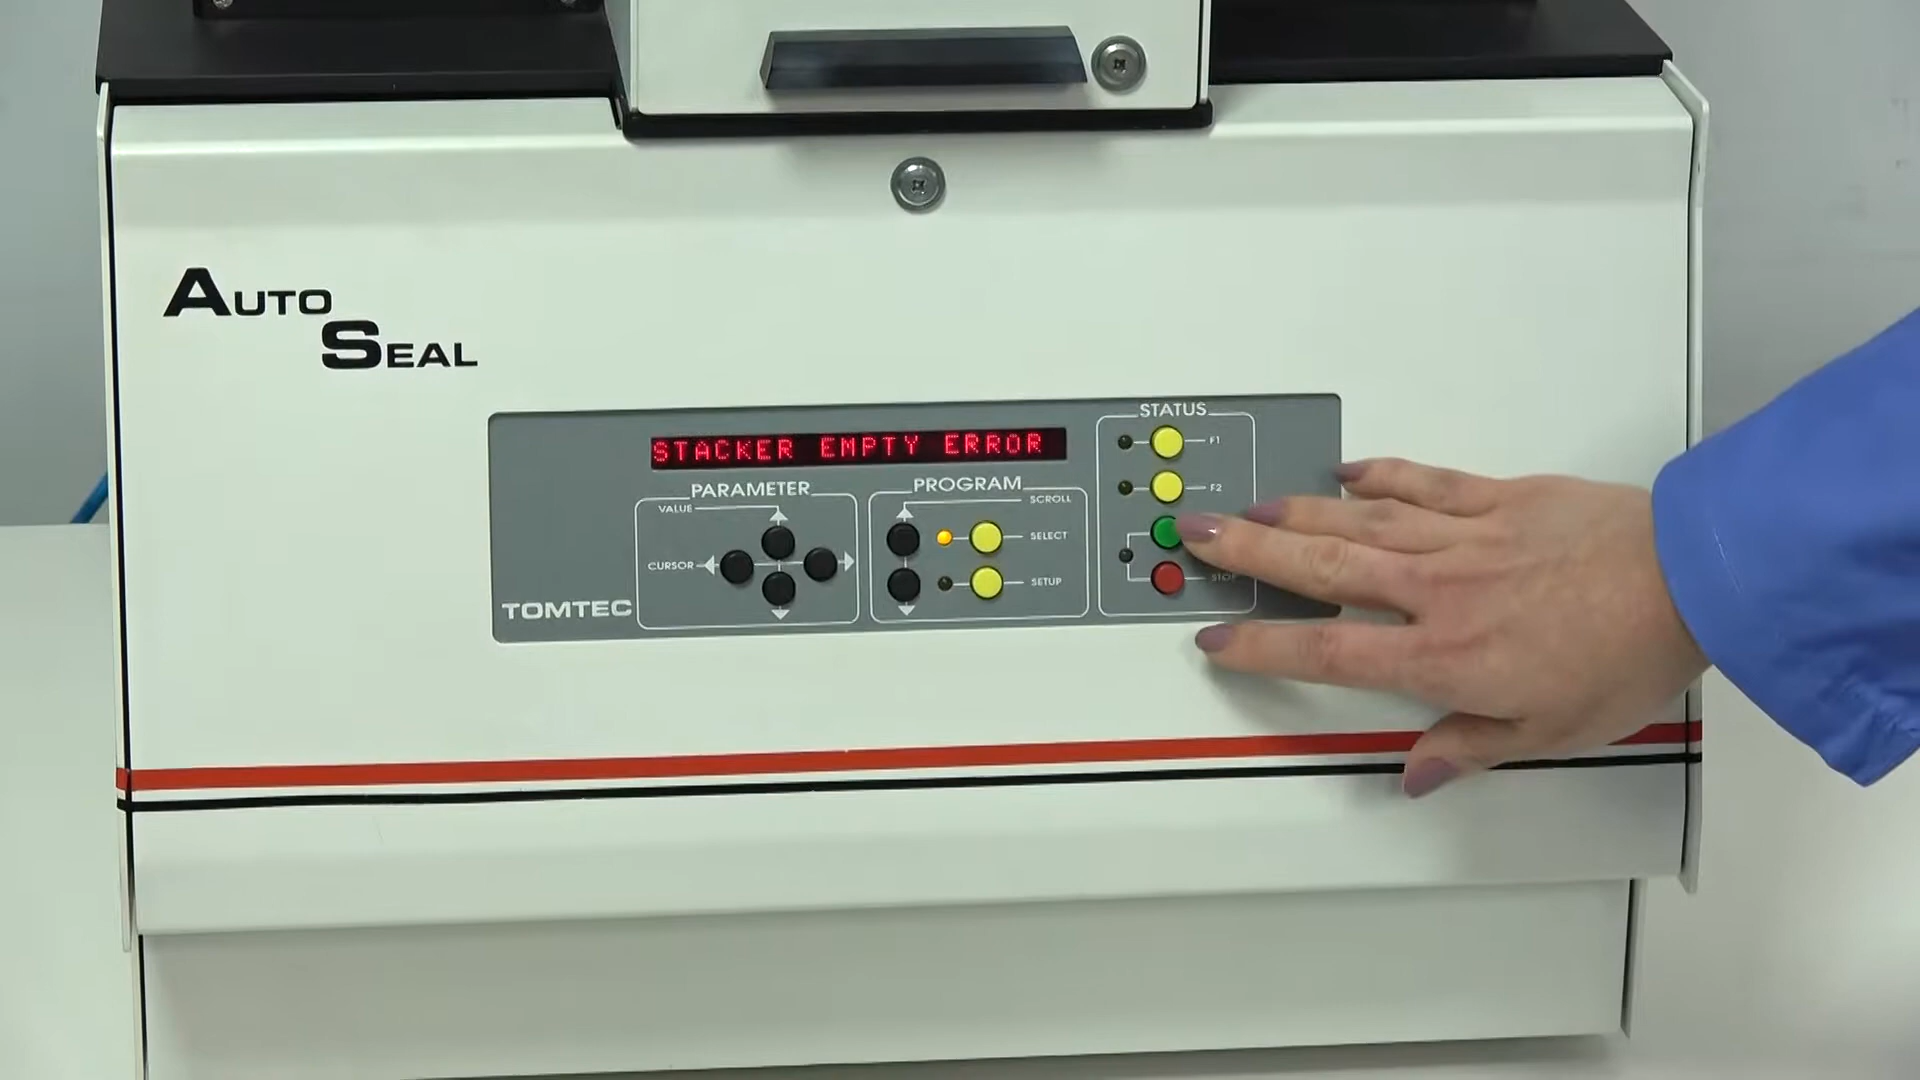 AUTO
SEAL
STACKER EMPTY ERROR
STATUS
F1
F2
STOP
PARAMETER
VALUE
CURSOR
PROGRAM
SCROLL
SELECT
SETUP
TOMTEC